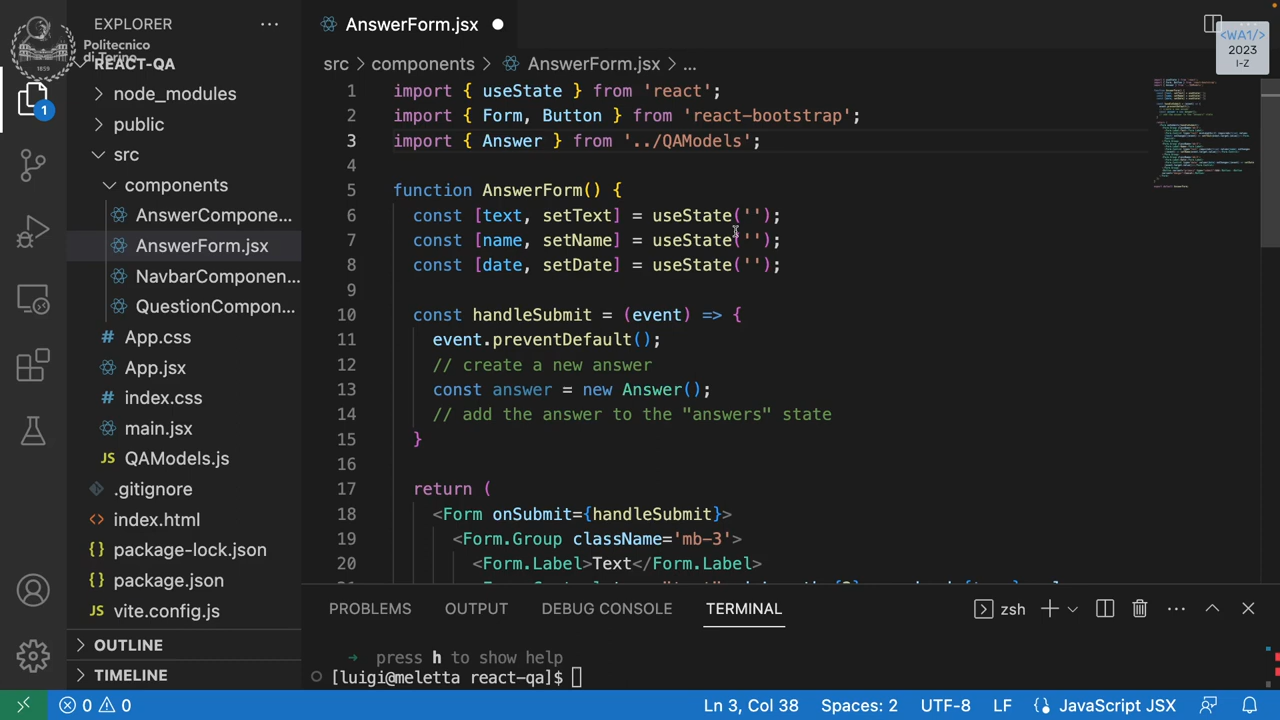 EXPLORER
Politecnico
di Torino
1859
REACT-QA
node_modules
public
src
components
AnswerCompone...
AnswerForm.jsx
NavbarComponen...
QuestionCompon...
App.css
App.jsx
index.css
main.jsx
QAModels.js
.gitignore
index.html
package-lock.json
package.json
vite.config.js
OUTLINE
TIMELINE
1
AnswerForm.jsx
<WA1/>
2023
I-Z
src > components > AnswerForm.jsx > ...
1 import { useState } from 'react';
2 import { Form, Button } from 'react-bootstrap';
3 import { Answer } from '../QAModels';
4
5 function AnswerForm() {
6 const [text, setText] = useState('');
7 const [name, setName] = useState('');
8 const [date, setDate] = useState('');
9
10 const handleSubmit = (event) => {
11 event.preventDefault();
12 // create a new answer
13 const answer = new Answer();
14 // add the answer to the "answers" state
15 }
16
17 return (
18 <Form onSubmit={handleSubmit}>
19 <Form.Group className='mb-3'>
20 <Form.Label>Text</Form.Label>
PROBLEMS OUTPUT DEBUG CONSOLE TERMINAL zsh
→ press h to show help
[luigi@meletta react-qa]$
0 0 Ln 3, Col 38 Spaces: 2 UTF-8 LF {} JavaScript JSX